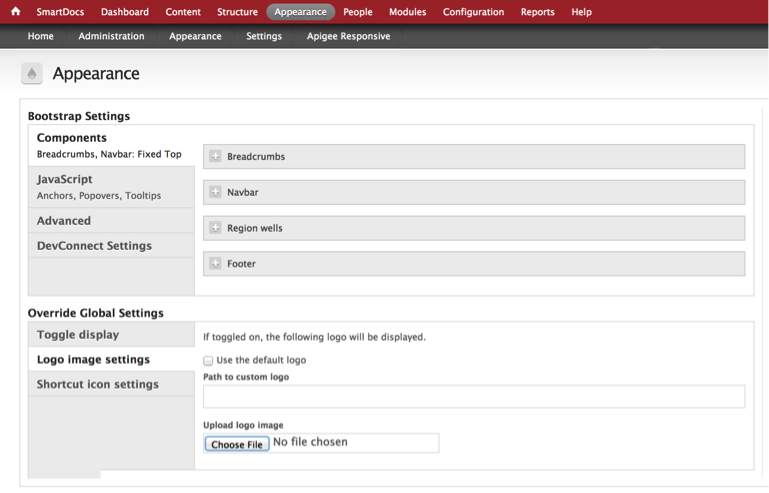 SmartDocs Dashboard Content Structure Appearance People Modules Configuration Reports Help
Home Administration Appearance Settings Apigee Responsive
Appearance
Bootstrap Settings
Components
Breadcrumbs, Navbar: Fixed Top
JavaScript
Anchors, Popovers, Tooltips
Advanced
DevConnect Settings
Breadcrumbs
Navbar
Region wells
Footer
Override Global Settings
Toggle display
Logo image settings
Shortcut icon settings
If toggled on, the following logo will be displayed.
Use the default logo
Path to custom logo
Upload logo image
Choose File No file chosen